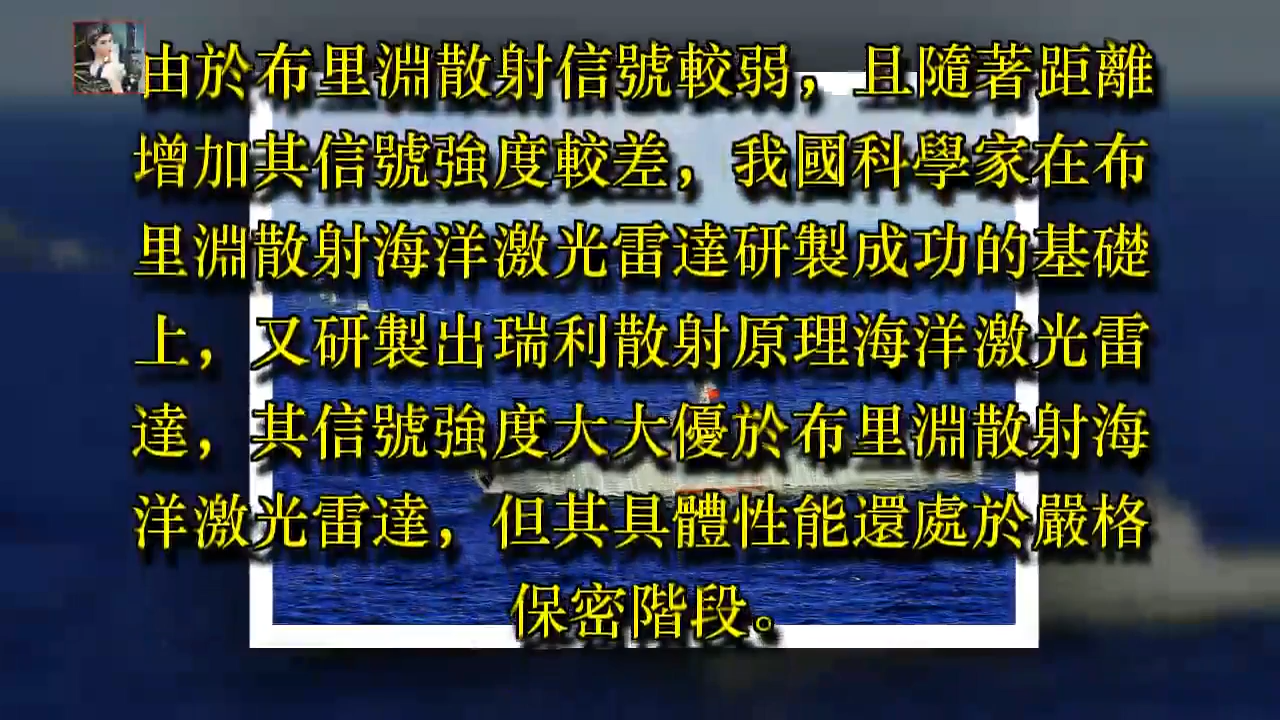 由於布里淵散射信號較弱，且隨著距離
增加其信號強度較差，我國科學家在布
里淵散射海洋激光雷達研製成功的基礎
上，又研製出瑞利散射原理海洋激光雷
達，其信號強度大大優於布里淵散射海
洋激光雷達，但其具體性能還處於嚴格
保密階段。